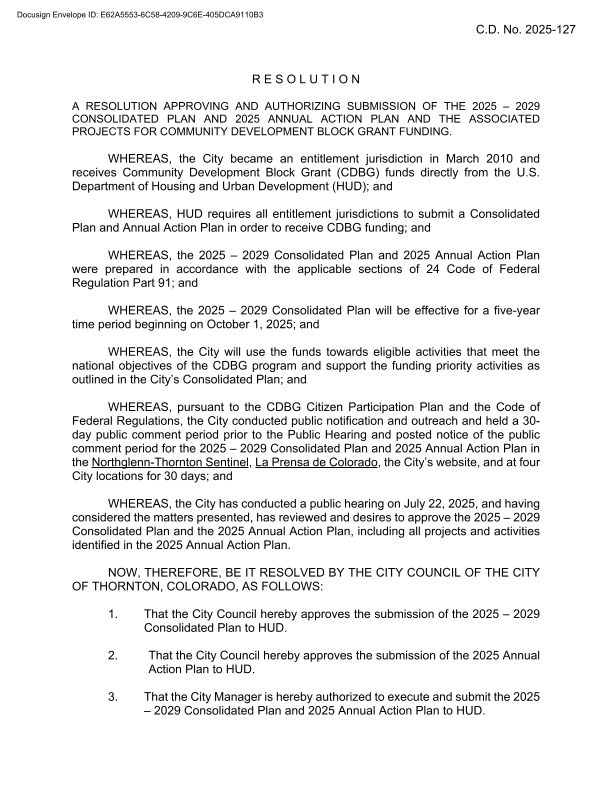 Docusign Envelope ID: E62A5553-6C58-4209-9C6E-405DCA9110B3
C.D. No. 2025-127
R E S O L U T I O N
A RESOLUTION APPROVING AND AUTHORIZING SUBMISSION OF THE 2025 – 2029
CONSOLIDATED PLAN AND 2025 ANNUAL ACTION PLAN AND THE ASSOCIATED
PROJECTS FOR COMMUNITY DEVELOPMENT BLOCK GRANT FUNDING.
WHEREAS, the City became an entitlement jurisdiction in March 2010 and
receives Community Development Block Grant (CDBG) funds directly from the U.S.
Department of Housing and Urban Development (HUD); and
WHEREAS, HUD requires all entitlement jurisdictions to submit a Consolidated
Plan and Annual Action Plan in order to receive CDBG funding; and
WHEREAS, the 2025 – 2029 Consolidated Plan and 2025 Annual Action Plan
were prepared in accordance with the applicable sections of 24 Code of Federal
Regulation Part 91; and
WHEREAS, the 2025 – 2029 Consolidated Plan will be effective for a five-year
time period beginning on October 1, 2025; and
WHEREAS, the City will use the funds towards eligible activities that meet the
national objectives of the CDBG program and support the funding priority activities as
outlined in the City’s Consolidated Plan; and
WHEREAS, pursuant to the CDBG Citizen Participation Plan and the Code of
Federal Regulations, the City conducted public notification and outreach and held a 30-
day public comment period prior to the Public Hearing and posted notice of the public
comment period for the 2025 – 2029 Consolidated Plan and 2025 Annual Action Plan in
the Northglenn-Thornton Sentinel, La Prensa de Colorado, the City’s website, and at four
City locations for 30 days; and
WHEREAS, the City has conducted a public hearing on July 22, 2025, and having
considered the matters presented, has reviewed and desires to approve the 2025 – 2029
Consolidated Plan and the 2025 Annual Action Plan, including all projects and activities
identified in the 2025 Annual Action Plan.
NOW, THEREFORE, BE IT RESOLVED BY THE CITY COUNCIL OF THE CITY
OF THORNTON, COLORADO, AS FOLLOWS:
1. That the City Council hereby approves the submission of the 2025 – 2029
Consolidated Plan to HUD.
2. That the City Council hereby approves the submission of the 2025 Annual
Action Plan to HUD.
3. That the City Manager is hereby authorized to execute and submit the 2025
– 2029 Consolidated Plan and 2025 Annual Action Plan to HUD.